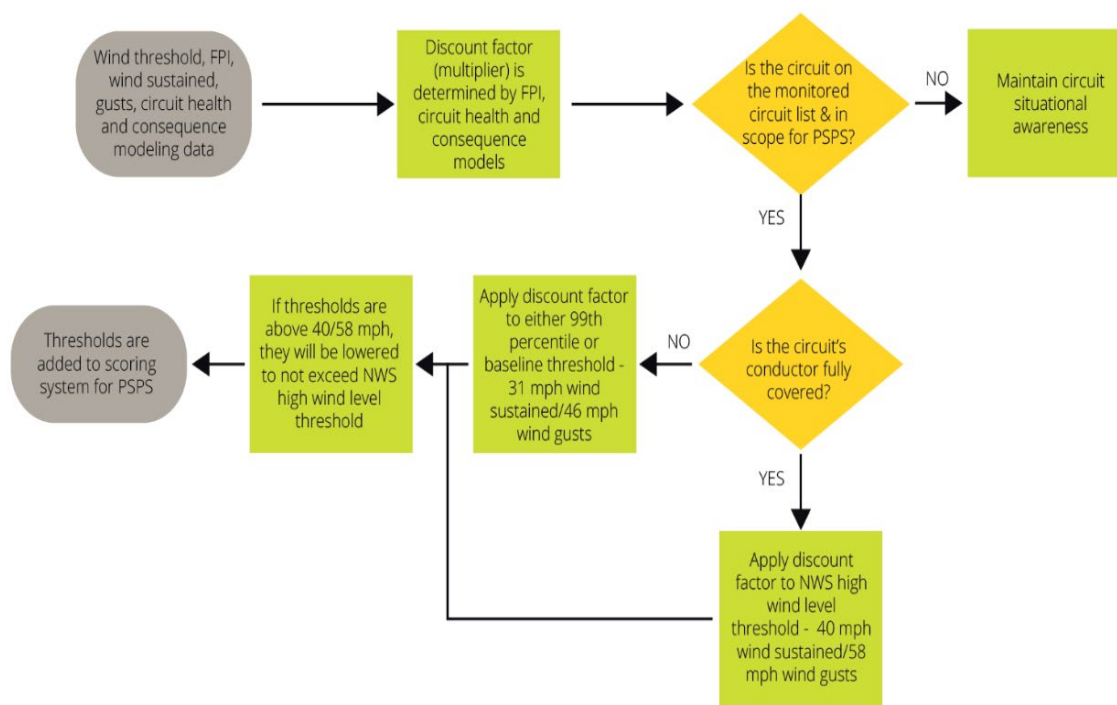 Wind threshold, FPI,
wind sustained,
gusts, circuit health
and consequence
modeling data
Discount factor
(multiplier) is
determined by FPI,
circuit health and
consequence
models
Is the circuit on
the monitored
circuit list & in
scope for PSPS?
NO
Maintain circuit
situational
awareness
YES
Is the circuit's
conductor fully
covered?
NO
Apply discount factor
to either 99th
percentile or
baseline threshold -
31 mph wind
sustained/46 mph
wind gusts
If thresholds are
above 40/58 mph,
they will be lowered
to not exceed NWS
high wind level
threshold
Thresholds are
added to scoring
system for PSPS
YES
Apply discount
factor to NWS high
wind level
threshold - 40 mph
wind sustained/58
mph wind gusts